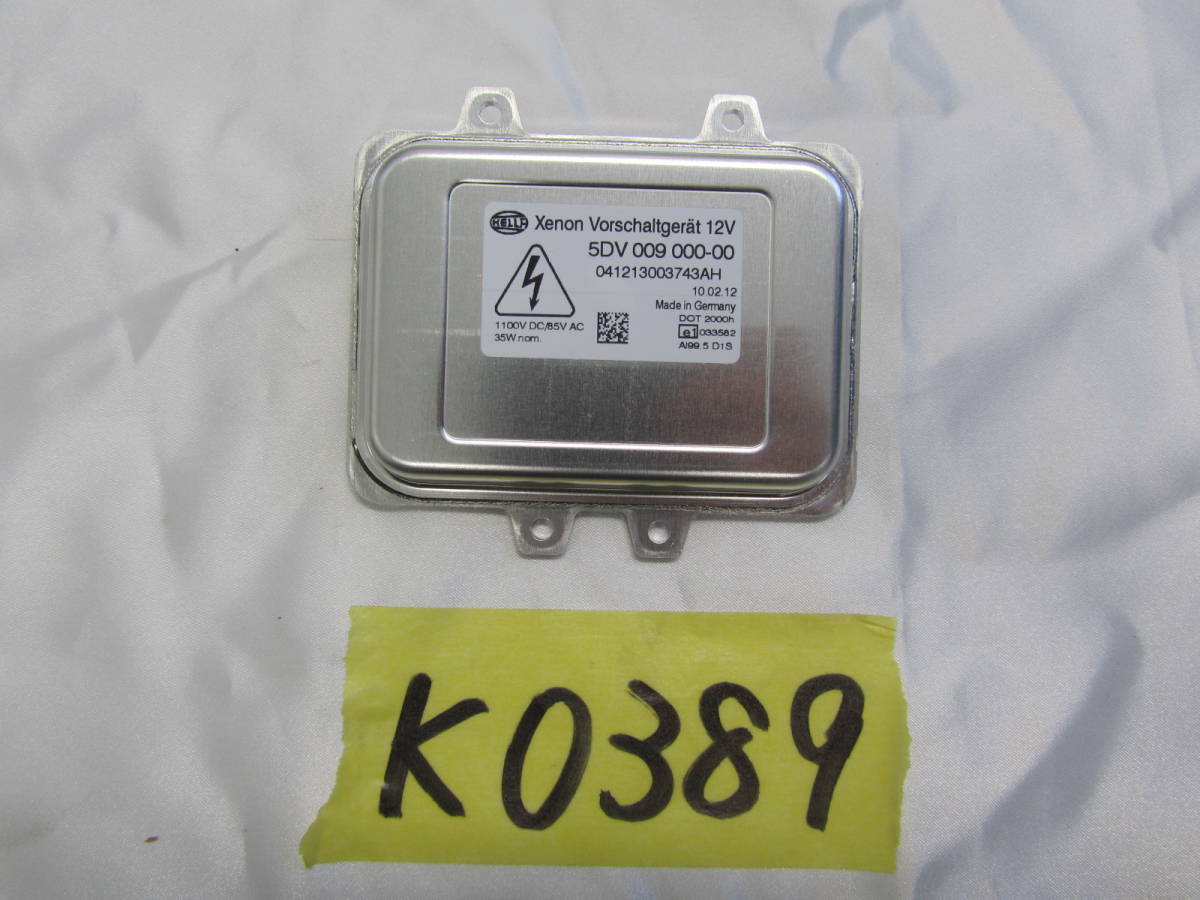 HELLA Xenon Vorschaltgerät 12V
5DV 009 000-00
041213003743AH
10.02.12
Made in Germany
1100V DC/85V AC
DOT 2000h
35W nom.
e1 033582
Al99.5 D1S
K0389